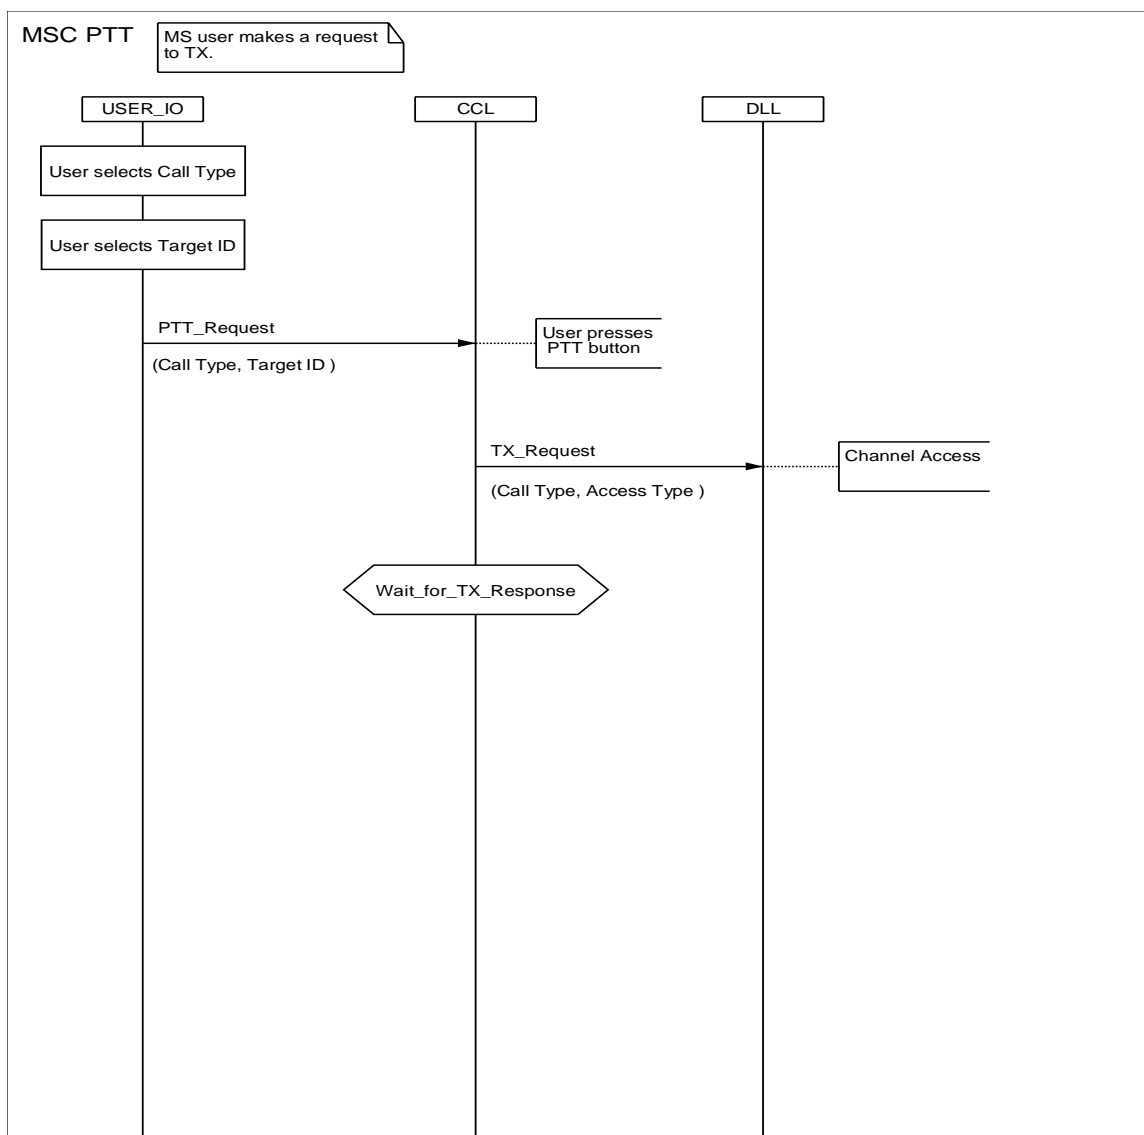 MSC PTT
MS user makes a request
to TX.
USER_IO
CCL
DLL
User selects Call Type
User selects Target ID
PTT_Request
(Call Type, Target ID )
User presses
PTT button
TX_Request
(Call Type, Access Type )
Channel Access
Wait_for_TX_Response